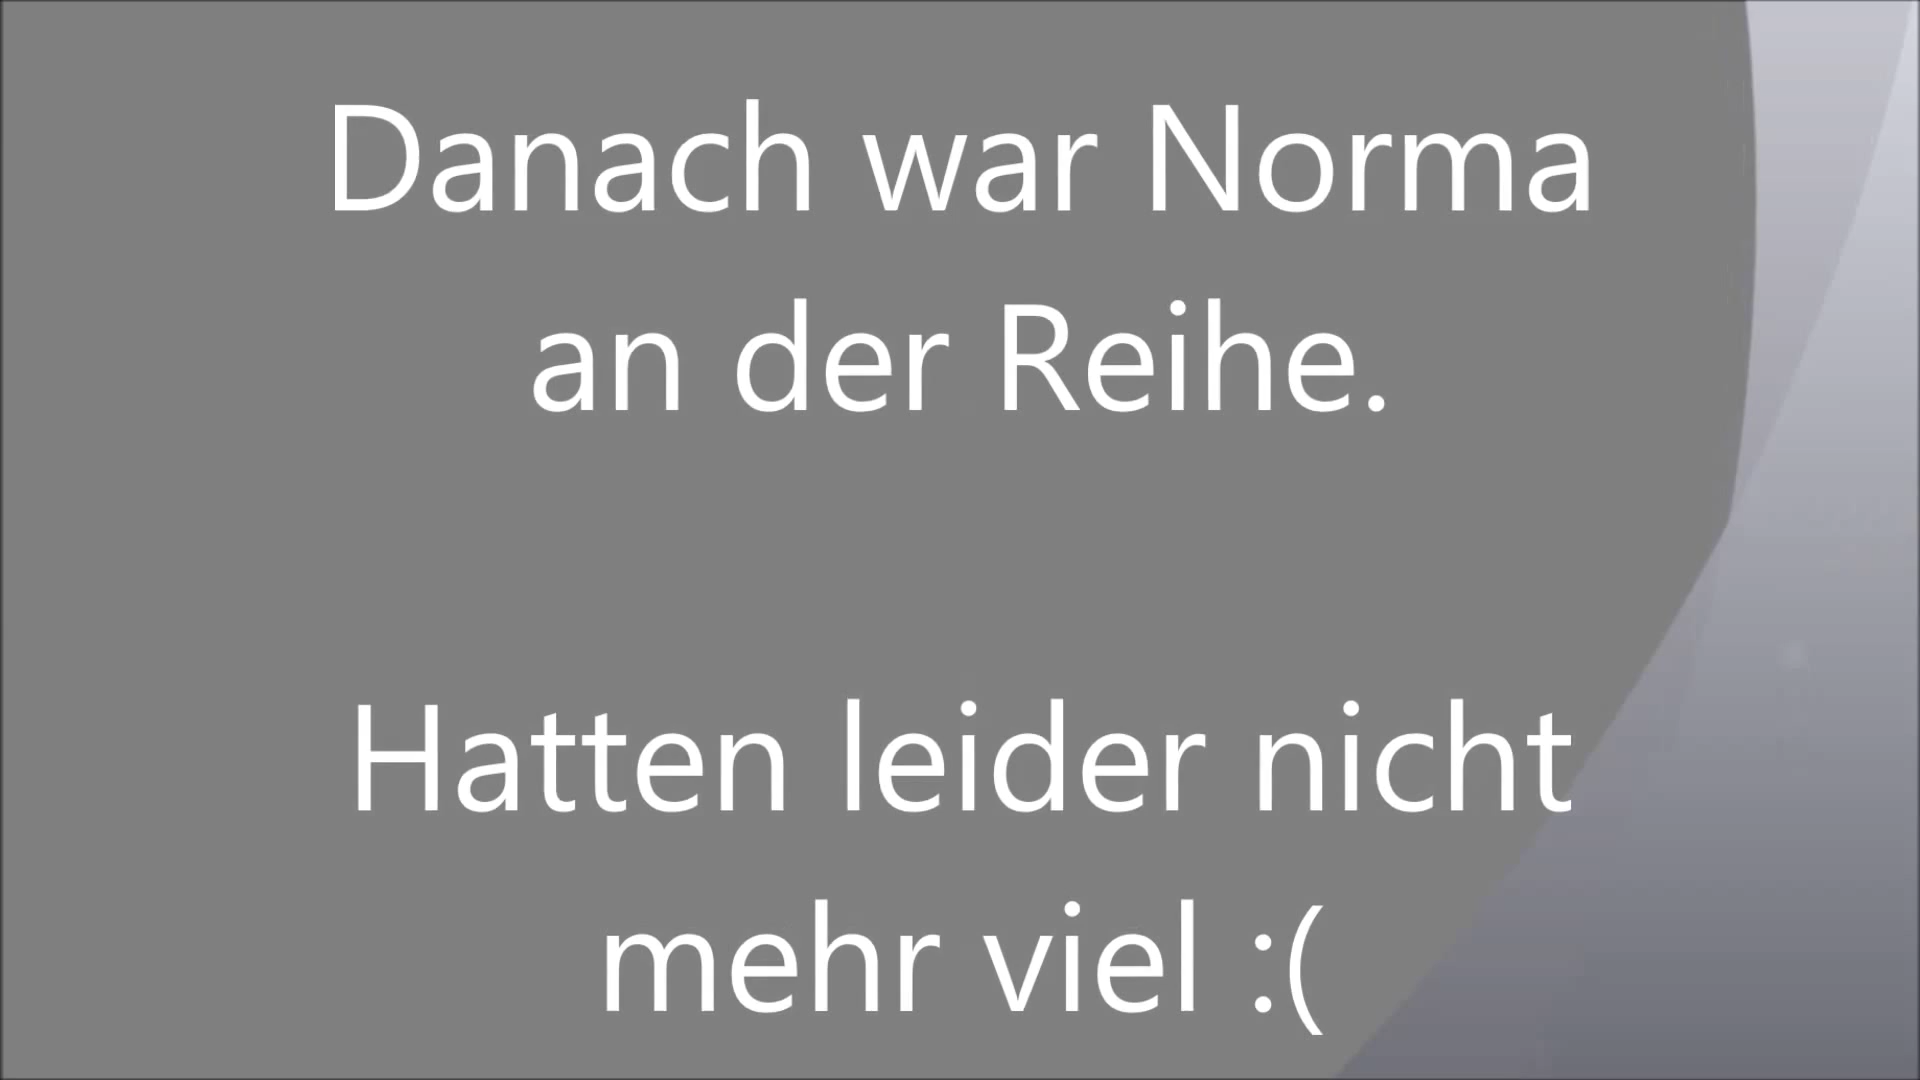 Danach war Norma
an der Reihe.
Hatten leider nicht
mehr viel :(